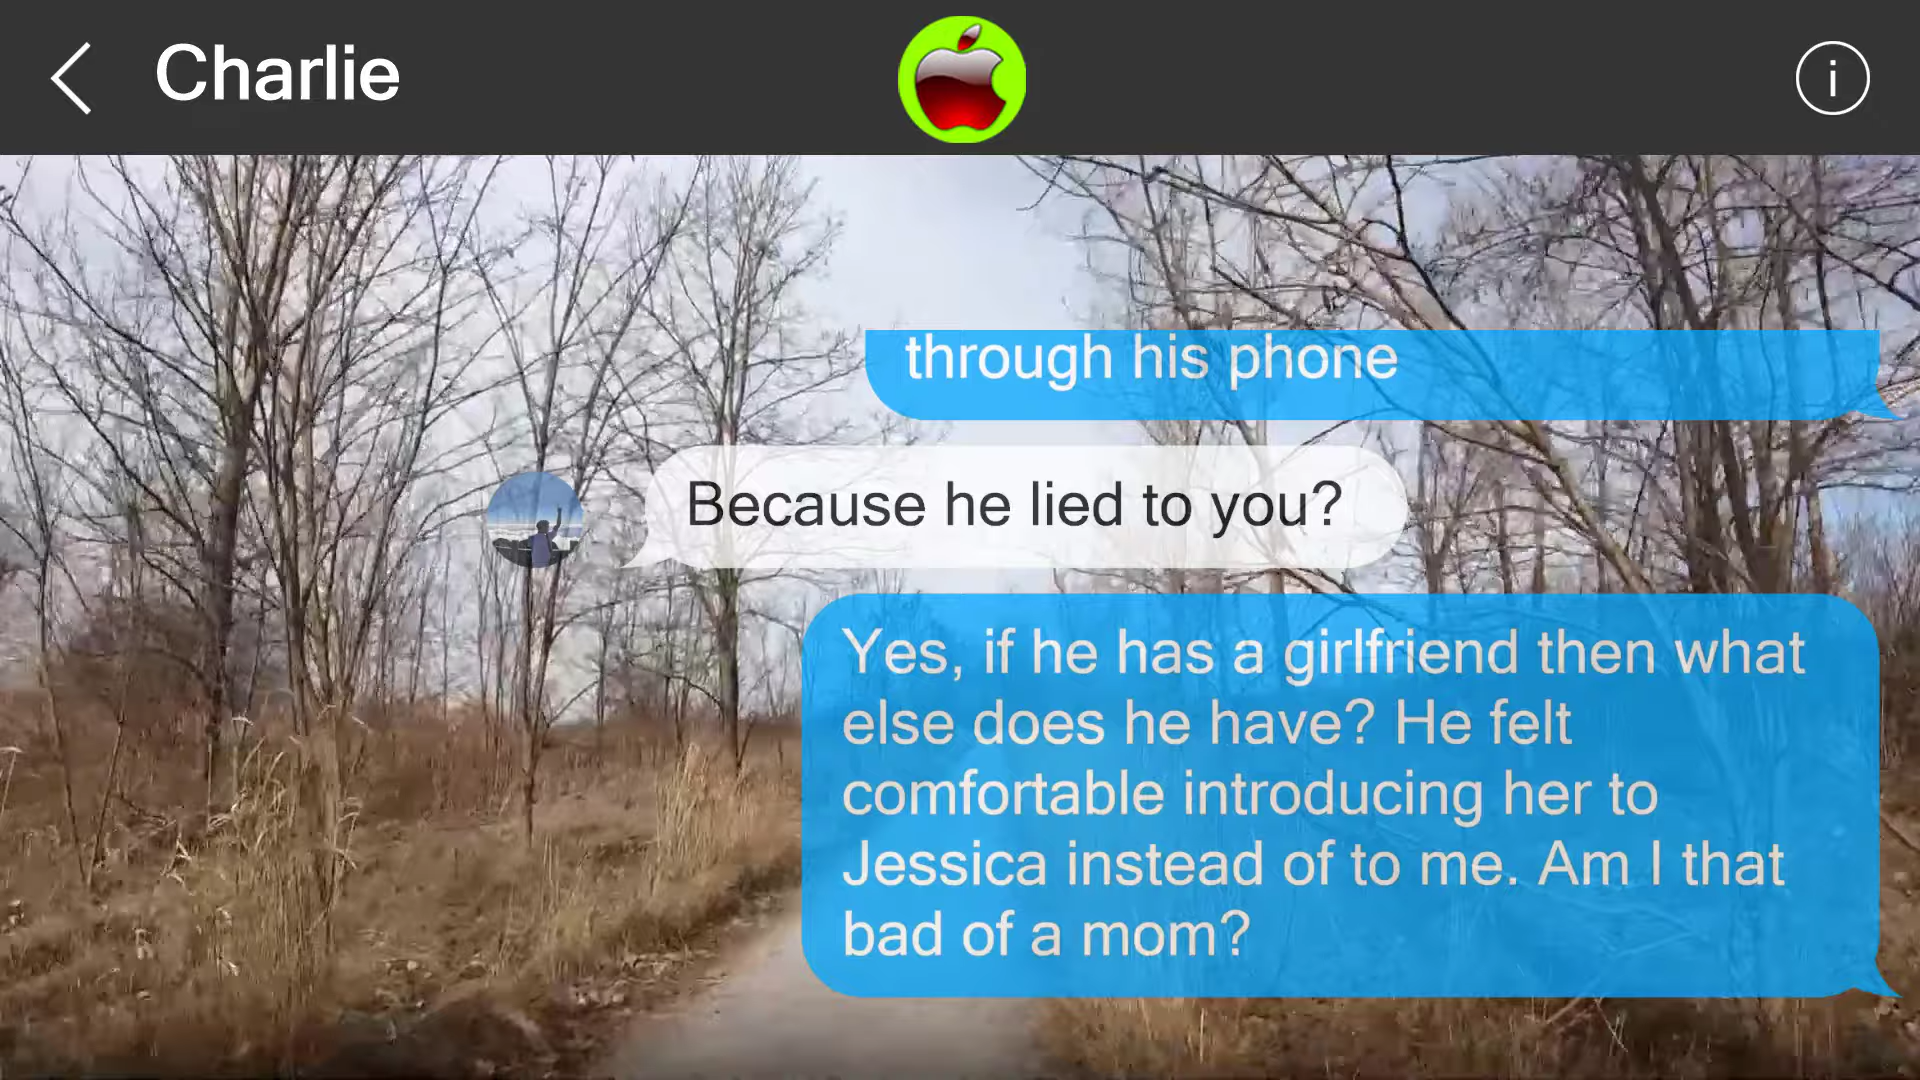 Charlie
through his phone
Because he lied to you?
Yes, if he has a girlfriend then what
else does he have? He felt
comfortable introducing her to
Jessica instead of to me. Am I that
bad of a mom?